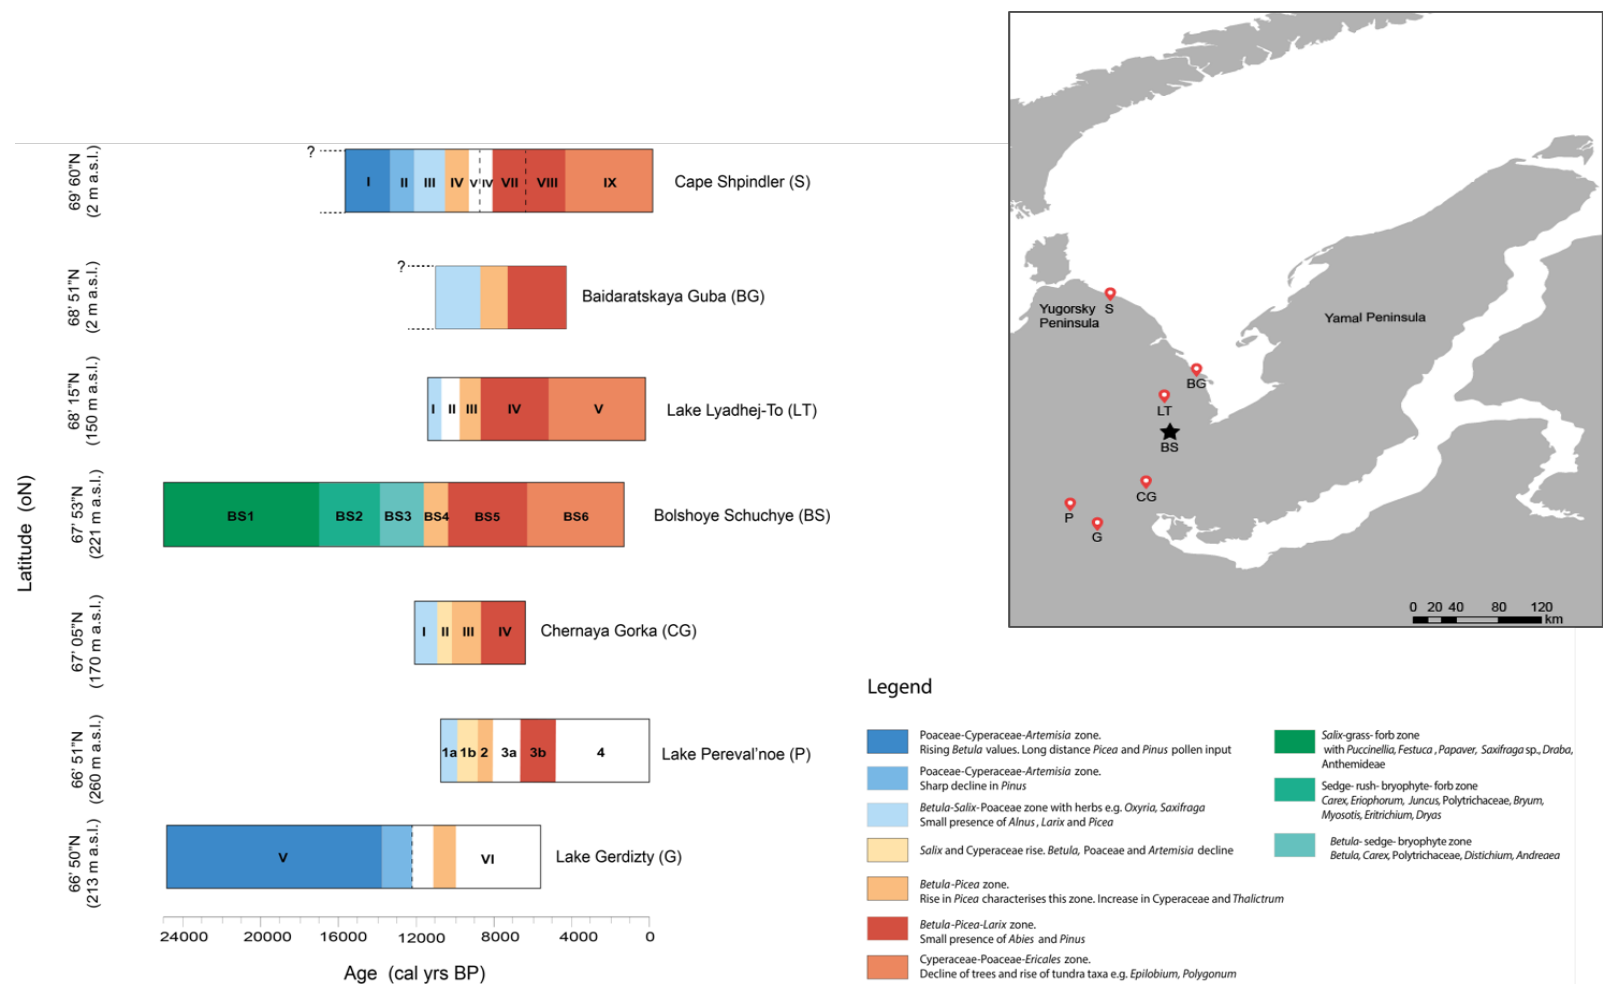 69' 60"N
(2 m a.s.l.)
?
I II III IV V IV VII VIII IX
Cape Shpindler (S)
68' 51"N
(2 m a.s.l.)
?
Baidaratskaya Guba (BG)
68' 15"N
(150 m a.s.l.)
I II III IV V
Lake Lyadhej-To (LT)
67' 53"N
(221 m a.s.l.)
BS1 BS2 BS3 BS4 BS5 BS6
Bolshoye Schuchye (BS)
67' 05"N
(170 m a.s.l.)
I II III IV
Chernaya Gorka (CG)
66' 51"N
(260 m a.s.l.)
1a 1b 2 3a 3b 4
Lake Pereval'noe (P)
66' 50"N
(213 m a.s.l.)
V VI
Lake Gerdizty (G)
Latitude (oN)
24000 20000 16000 12000 8000 4000 0
Age (cal yrs BP)
Yugorsky
Peninsula
S
Yamal Peninsula
BG
LT
BS
CG
P
G
0 20 40 80 120
km
Legend
Poaceae-Cyperaceae-Artemisia zone.
Rising Betula values. Long distance Picea and Pinus pollen input
Poaceae-Cyperaceae-Artemisia zone.
Sharp decline in Pinus
Betula-Salix-Poaceae zone with herbs e.g. Oxyria, Saxifraga
Small presence of Alnus, Larix and Picea
Salix and Cyperaceae rise. Betula, Poaceae and Artemisia decline
Betula-Picea zone.
Rise in Picea characterises this zone. Increase in Cyperaceae and Thalictrum
Betula-Picea-Larix zone.
Small presence of Abies and Pinus
Cyperaceae-Poaceae-Ericales zone.
Decline of trees and rise of tundra taxa e.g. Epilobium, Polygonum
Salix-grass- forb zone
with Puccinellia, Festuca , Papaver, Saxifraga sp., Draba,
Anthemideae
Sedge- rush- bryophyte- forb zone
Carex, Eriophorum, Juncus, Polytrichaceae, Bryum,
Myosotis, Eritrichium, Dryas
Betula- sedge- bryophyte zone
Betula, Carex, Polytrichaceae, Distichium, Andreaea